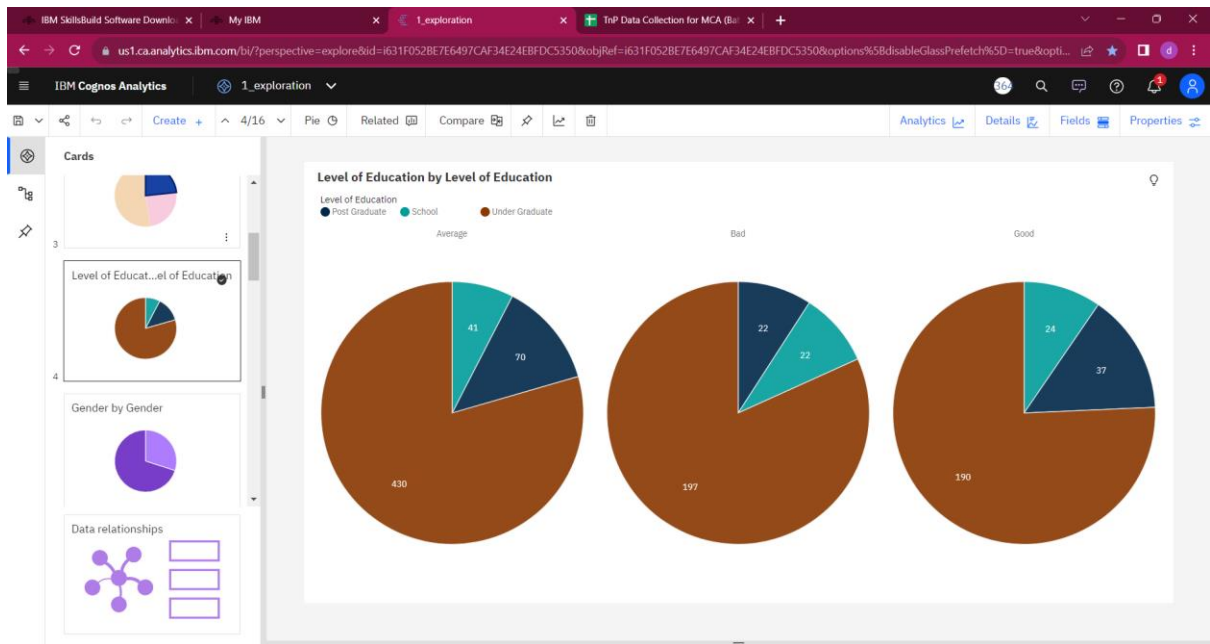 IBM SkillsBuild Software Downlo
My IBM
1_exploration
TnP Data Collection for MCA (Bat
us1.ca.analytics.ibm.com/bi/?perspective=explore&id=i631F052BE7E6497CAF34E24EBFDC5350&objRef=i631F052BE7E6497CAF34E24EBFDC5350&options%5BdisableGlassPrefetch%5D=true&opti...
d
IBM Cognos Analytics
1_exploration
364
1
Create +
4/16
Pie
Related
Compare
Analytics
Details
Fields
Properties
Cards
3
Level of Educat...el of Education
4
Gender by Gender
Data relationships
Level of Education by Level of Education
Level of Education
Post Graduate School Under Graduate
Average Bad Good
41
70
430
22
22
197
24
37
190